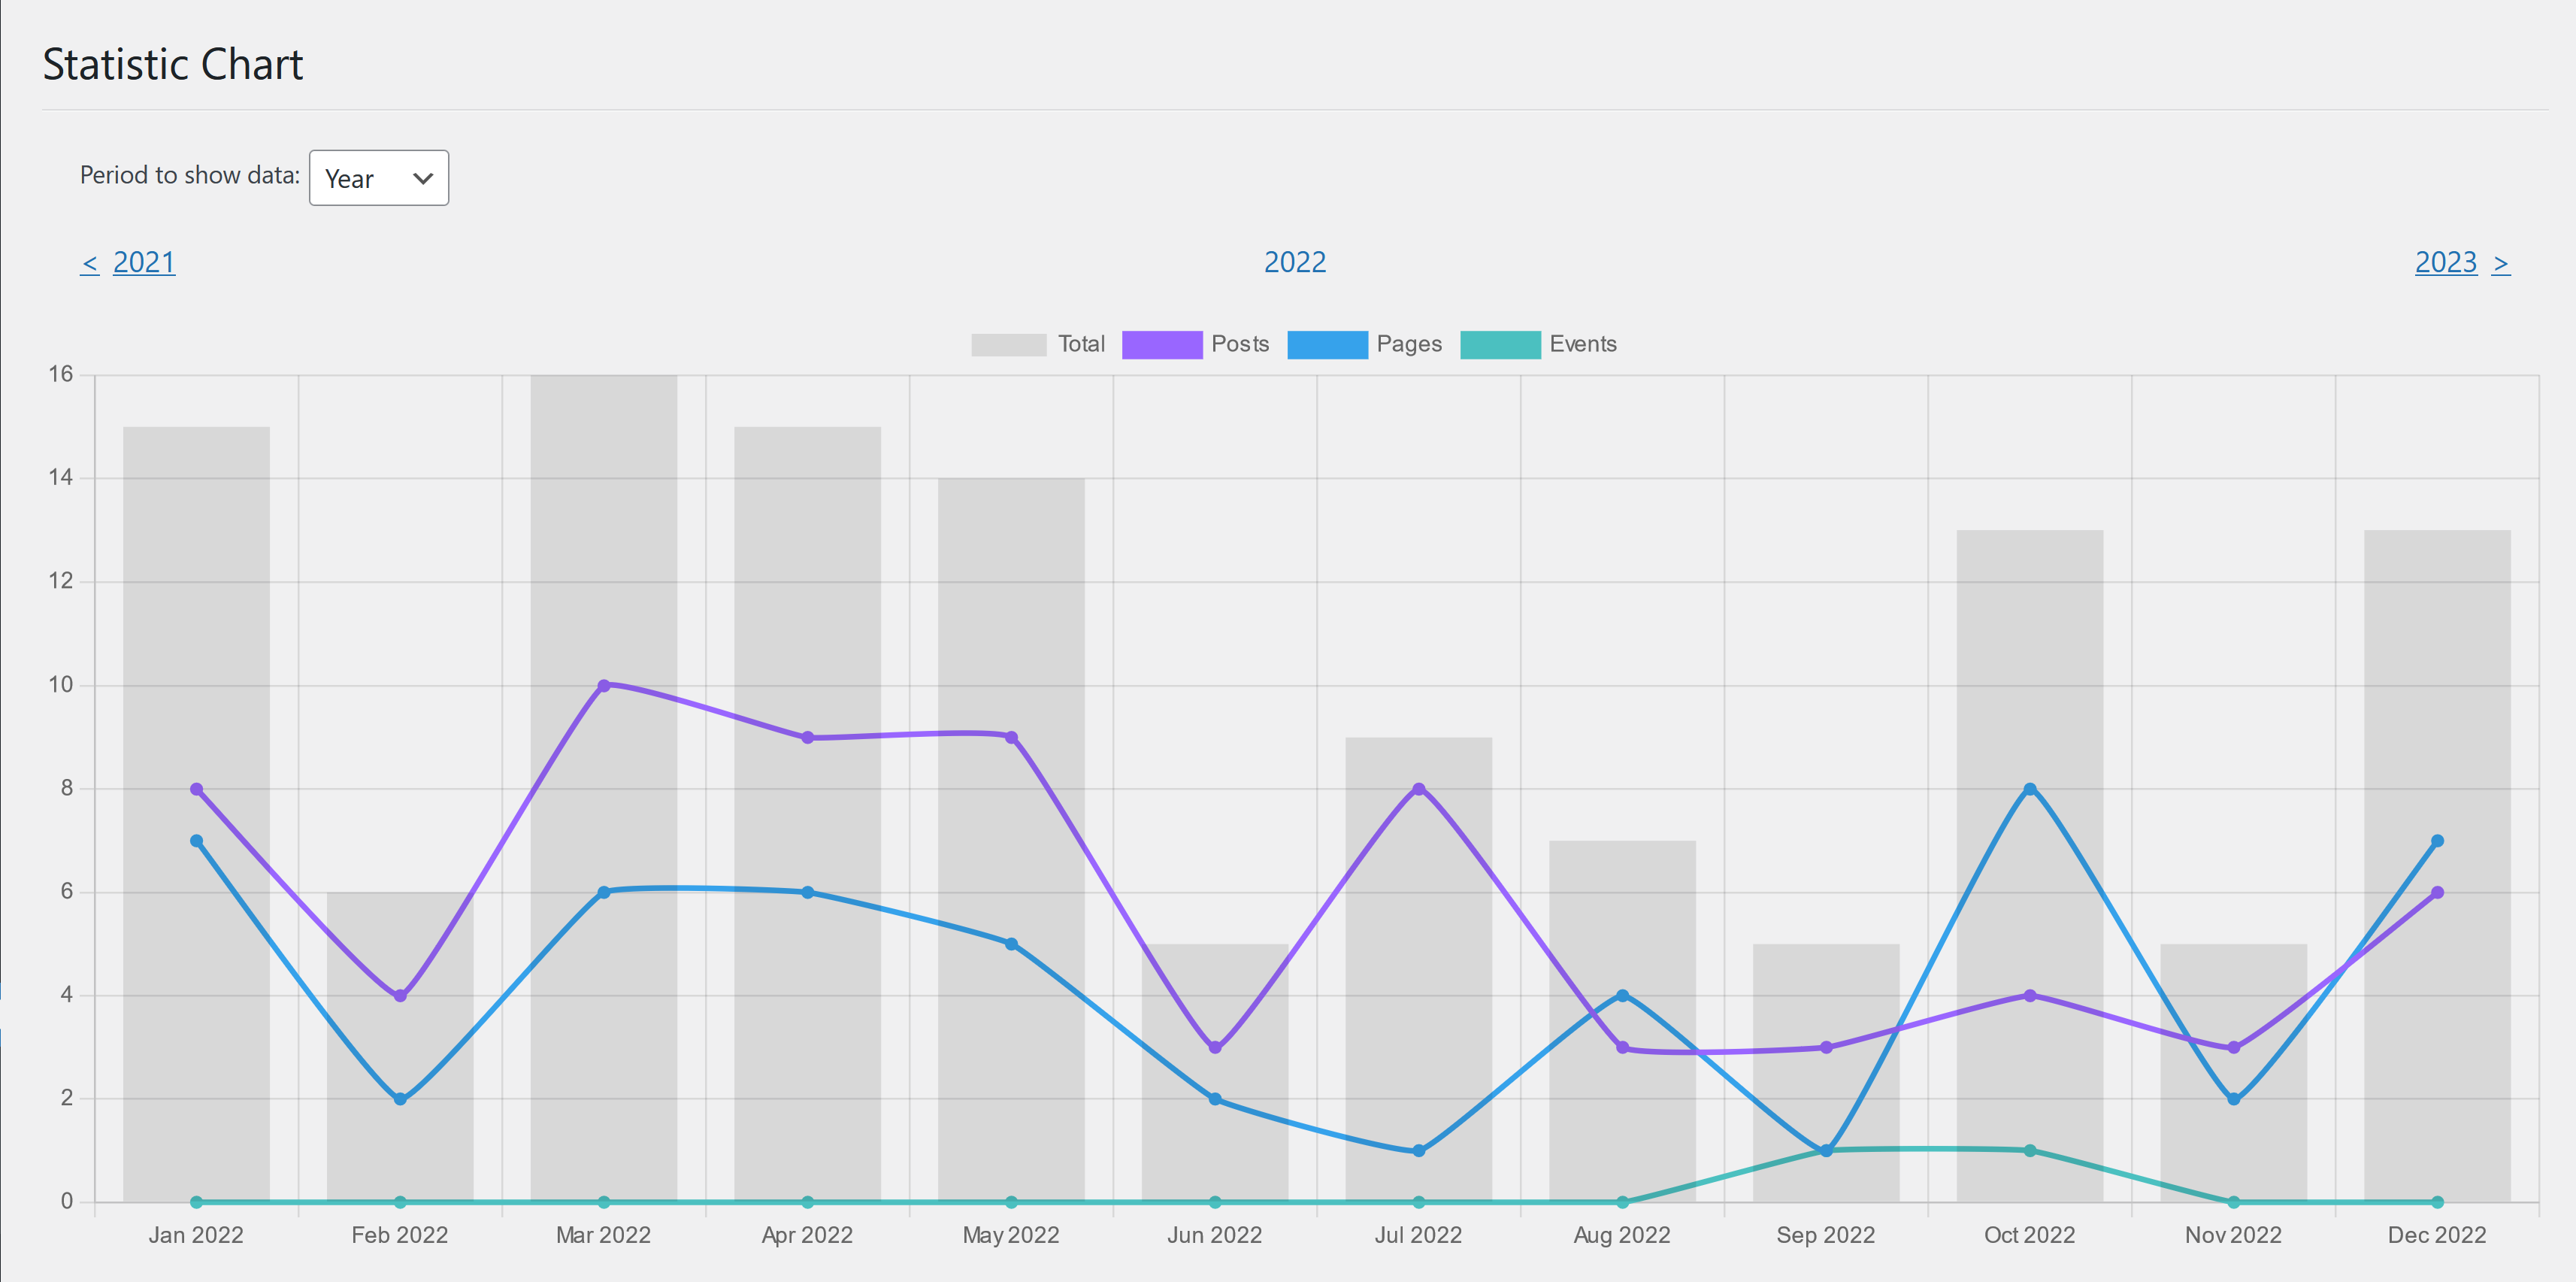 Statistic Chart
Period to show data: Year
< 2021 2022 2023 >
Total Posts Pages Events
16
14
12
10
8
6
4
2
0
Jan 2022 Feb 2022 Mar 2022 Apr 2022 May 2022 Jun 2022 Jul 2022 Aug 2022 Sep 2022 Oct 2022 Nov 2022 Dec 2022